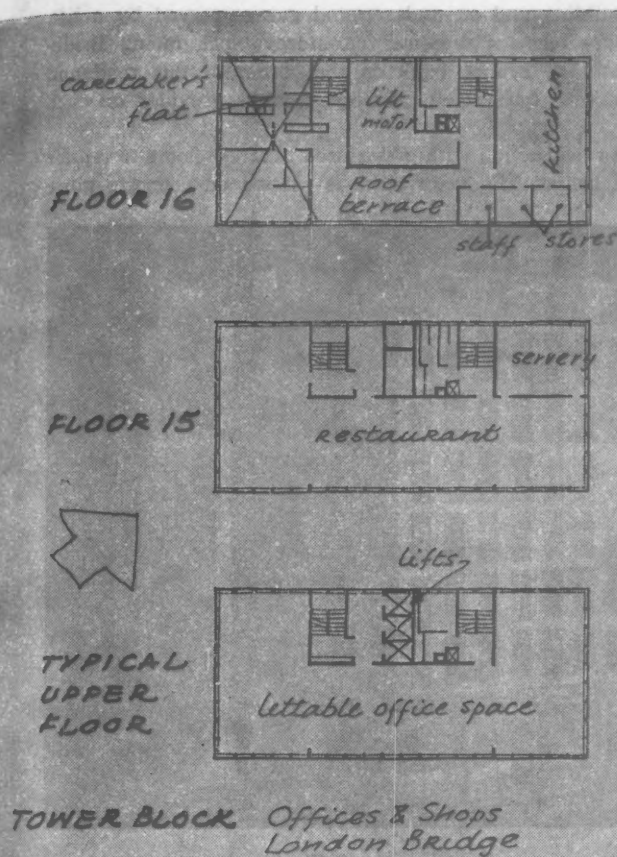 caretaker's
flat
lift
motor
kitchen
FLOOR 16
roof
terrace
staff stores
servery
FLOOR 15
restaurant
lifts
TYPICAL
UPPER
FLOOR
lettable office space
TOWER BLOCK Offices & Shops
London Bridge